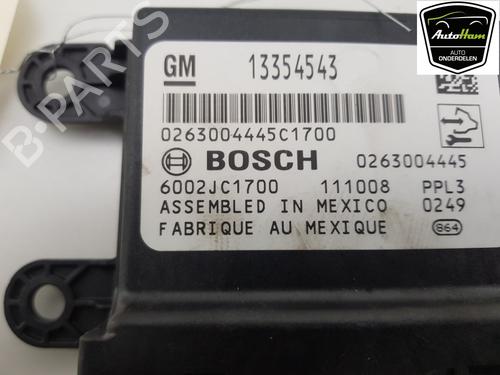 AutoHam
AUTO
ONDERDELEN
GM 13354543
0263004445C1700
BOSCH 0263004445
6002JC1700 111008 PPL3
ASSEMBLED IN MEXICO 0249
FABRIQUE AU MEXIQUE 864
B-PARTS